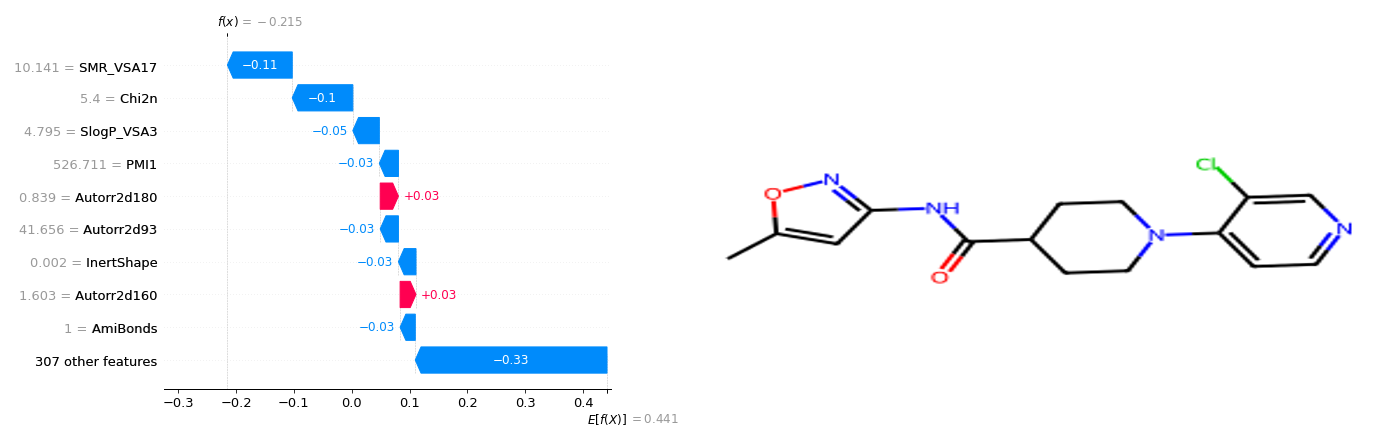 f(x) = −0.215
10.141 = SMR_VSA17
−0.11
5.4 = Chi2n
−0.1
4.795 = SlogP_VSA3
−0.05
526.711 = PMI1
−0.03
0.839 = Autorr2d180
+0.03
41.656 = Autorr2d93
−0.03
0.002 = InertShape
−0.03
1.603 = Autorr2d160
+0.03
1 = AmiBonds
−0.03
307 other features
−0.33
−0.3 −0.2 −0.1 0.0 0.1 0.2 0.3 0.4
E[f(X)] = 0.441
Cl
N
O
NH
N
N
O